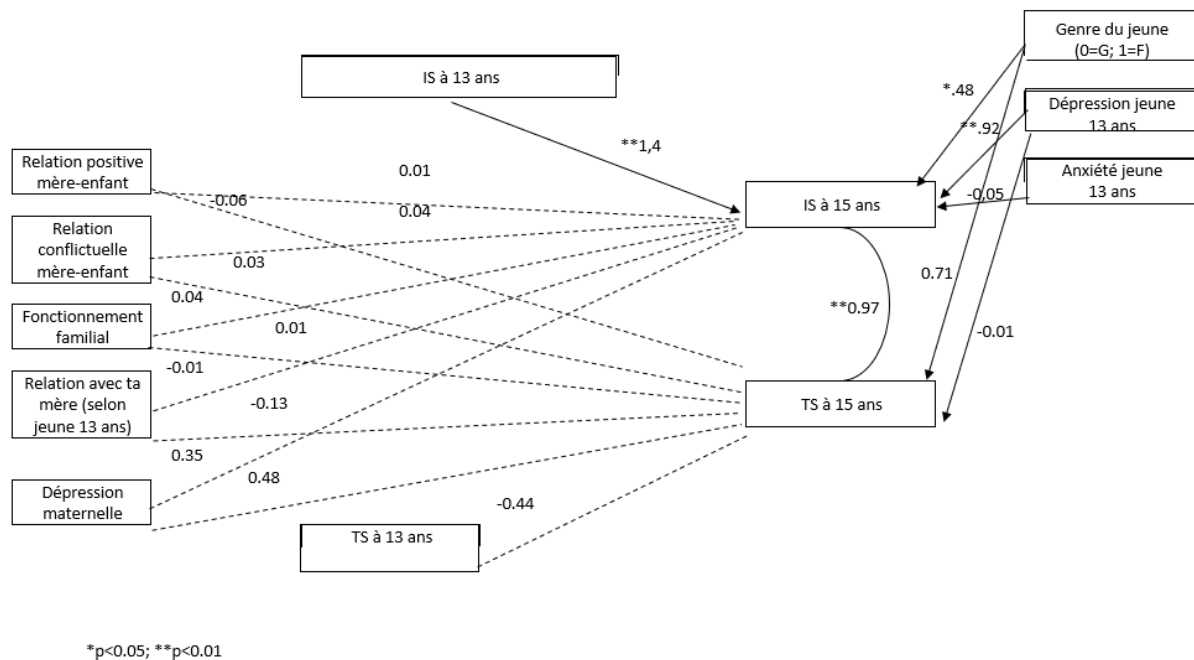 Genre du jeune
(0=G; 1=F)
IS à 13 ans
*.48
Dépression jeune
13 ans
**.92
**1,4
Relation positive
mère-enfant
0.01
Anxiété jeune
13 ans
-0.06
-0,05
IS à 15 ans
0.04
Relation
conflictuelle
mère-enfant
0.03
0.71
0.04
**0.97
Fonctionnement
familial
0.01
-0.01
-0.01
Relation avec ta
mère (selon
jeune 13 ans)
-0.13
TS à 15 ans
0.35
0.48
Dépression
maternelle
-0.44
TS à 13 ans
*p<0.05; **p<0.01